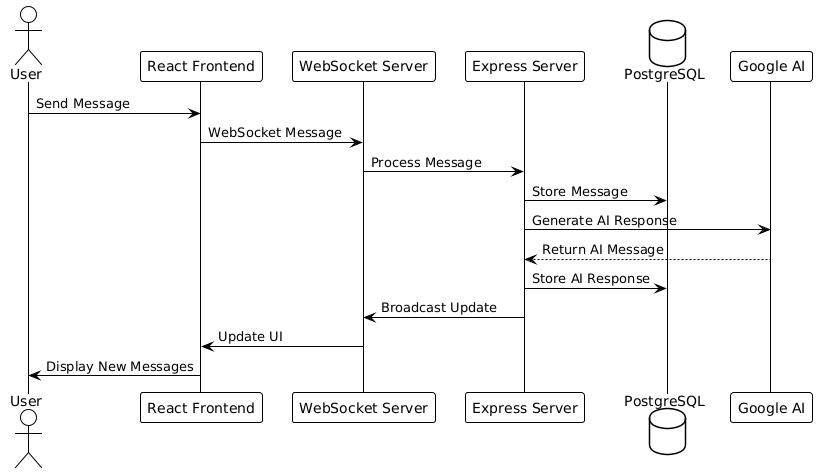 User
React Frontend
WebSocket Server
Express Server
PostgreSQL
Google AI
Send Message
WebSocket Message
Process Message
Store Message
Generate AI Response
Return AI Message
Store AI Response
Broadcast Update
Update UI
Display New Messages
User
React Frontend
WebSocket Server
Express Server
PostgreSQL
Google AI